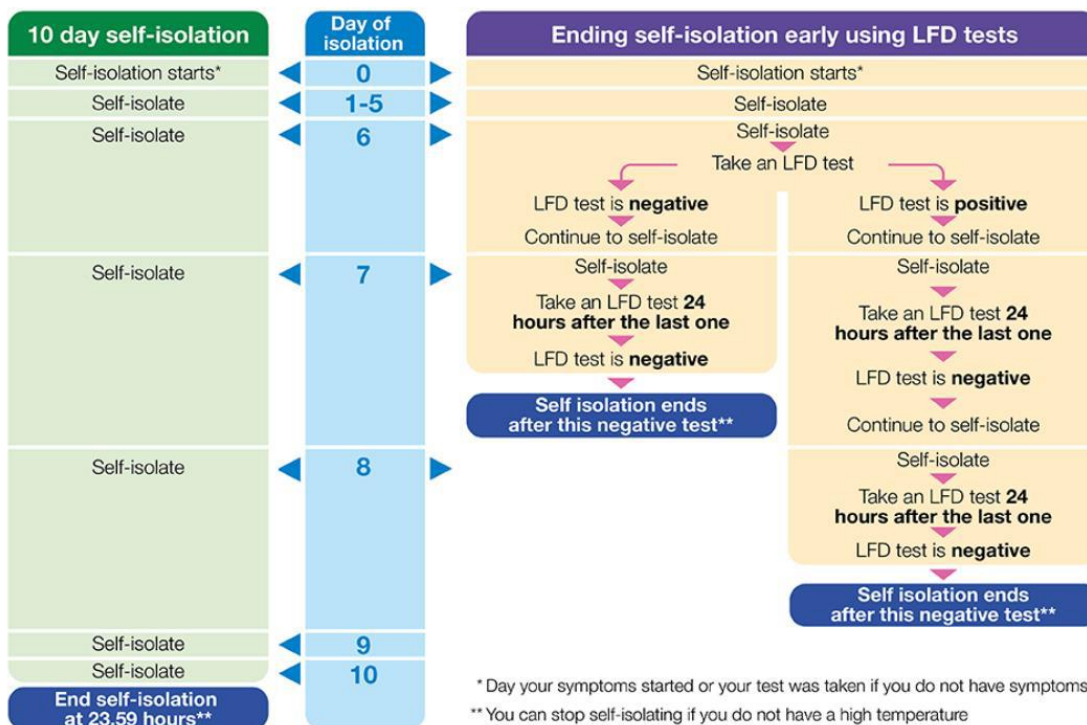 10 day self-isolation
Self-isolation starts*
Self-isolate
Self-isolate
Self-isolate
Self-isolate
Self-isolate
Self-isolate
End self-isolation
at 23.59 hours**
Day of
isolation
0
1-5
6
7
8
9
10
Ending self-isolation early using LFD tests
Self-isolation starts*
Self-isolate
Self-isolate
Take an LFD test
LFD test is negative
Continue to self-isolate
Self-isolate
Take an LFD test 24
hours after the last one
LFD test is negative
Self isolation ends
after this negative test**
LFD test is positive
Continue to self-isolate
Self-isolate
Take an LFD test 24
hours after the last one
LFD test is negative
Continue to self-isolate
Self-isolate
Take an LFD test 24
hours after the last one
LFD test is negative
Self isolation ends
after this negative test**
* Day your symptoms started or your test was taken if you do not have symptoms
** You can stop self-isolating if you do not have a high temperature